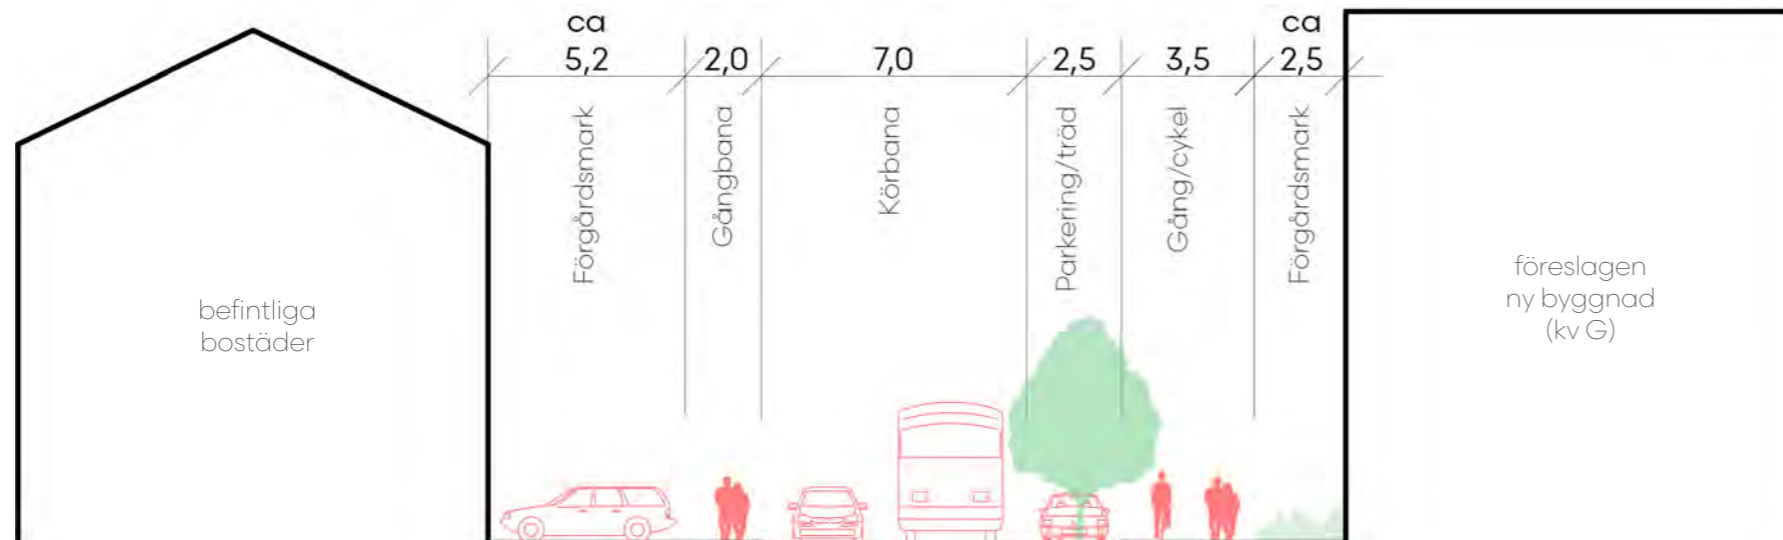 ca
5,2
2,0
7,0
2,5
3,5
ca
2,5
Förgårdsmark
Gångbana
Körbana
Parkering/träd
Gång/cykel
Förgårdsmark
befintliga
bostäder
föreslagen
ny byggnad
(kv G)